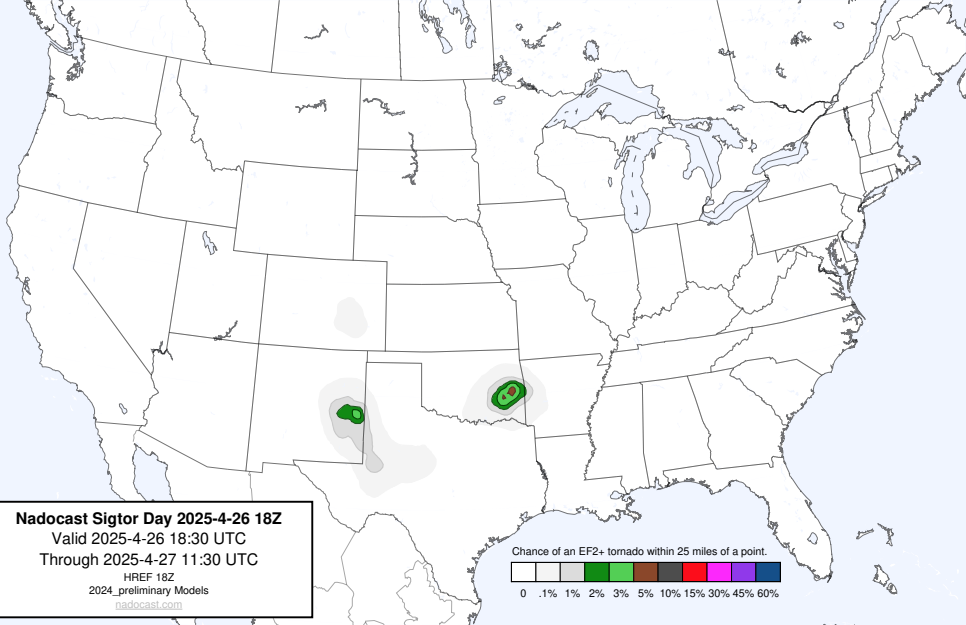 Nadocast Sigtor Day 2025-4-26 18Z
Valid 2025-4-26 18:30 UTC
Through 2025-4-27 11:30 UTC
HREF 18Z
2024_preliminary Models
nadocast.com
Chance of an EF2+ tornado within 25 miles of a point.
0 .1% 1% 2% 3% 5% 10% 15% 30% 45% 60%